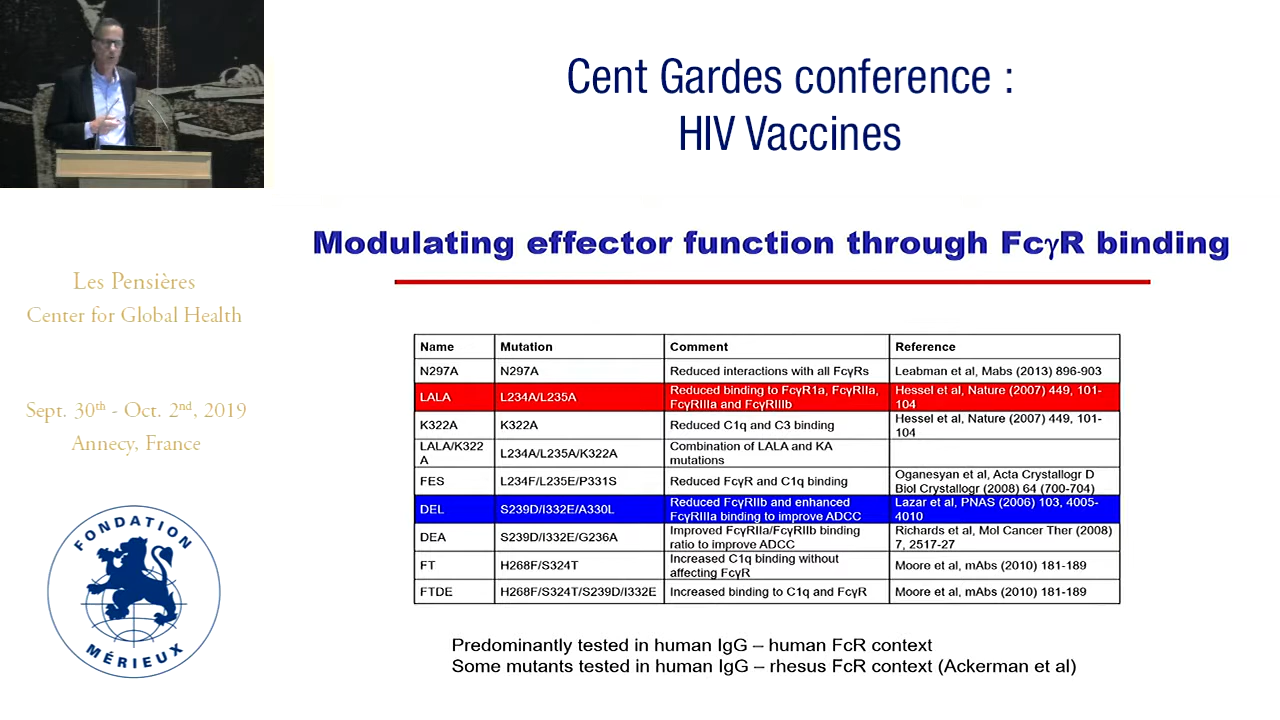 Cent Gardes conference :
HIV Vaccines
Modulating effector function through FcγR binding
Les Pensières
Center for Global Health
Sept. 30th - Oct. 2nd, 2019
Annecy, France
FONDATION
MÉRIEUX
Name Mutation Comment Reference
N297A N297A Reduced interactions with all FcγRs Leabman et al, Mabs (2013) 896-903
LALA L234A/L235A Reduced binding to FcγR1a, FcγRIIa, FcγRIIIa and FcγRIIIb Hessel et al, Nature (2007) 449, 101-104
K322A K322A Reduced C1q and C3 binding Hessel et al, Nature (2007) 449, 101-104
LALA/K322A L234A/L235A/K322A Combination of LALA and KA mutations
FES L234F/L235E/P331S Reduced FcγR and C1q binding Oganesyan et al, Acta Crystallogr D Biol Crystallogr (2008) 64 (700-704)
DEL S239D/I332E/A330L Reduced FcγRIIb and enhanced FcγRIIIa binding to improve ADCC Lazar et al, PNAS (2006) 103, 4005-4010
DEA S239D/I332E/G236A Improved FcγRIIa/FcγRIIb binding ratio to improve ADCC Richards et al, Mol Cancer Ther (2008) 7, 2517-27
FT H268F/S324T Increased C1q binding without affecting FcγR Moore et al, mAbs (2010) 181-189
FTDE H268F/S324T/S239D/I332E Increased binding to C1q and FcγR Moore et al, mAbs (2010) 181-189
Predominantly tested in human IgG – human FcR context
Some mutants tested in human IgG – rhesus FcR context (Ackerman et al)